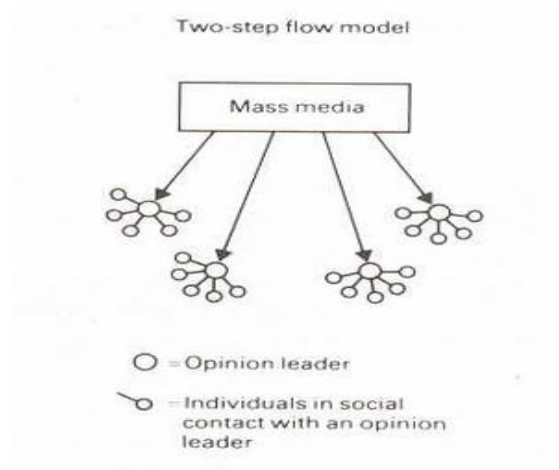 Two-step flow model
Mass media
= Opinion leader
= Individuals in social
contact with an opinion
leader